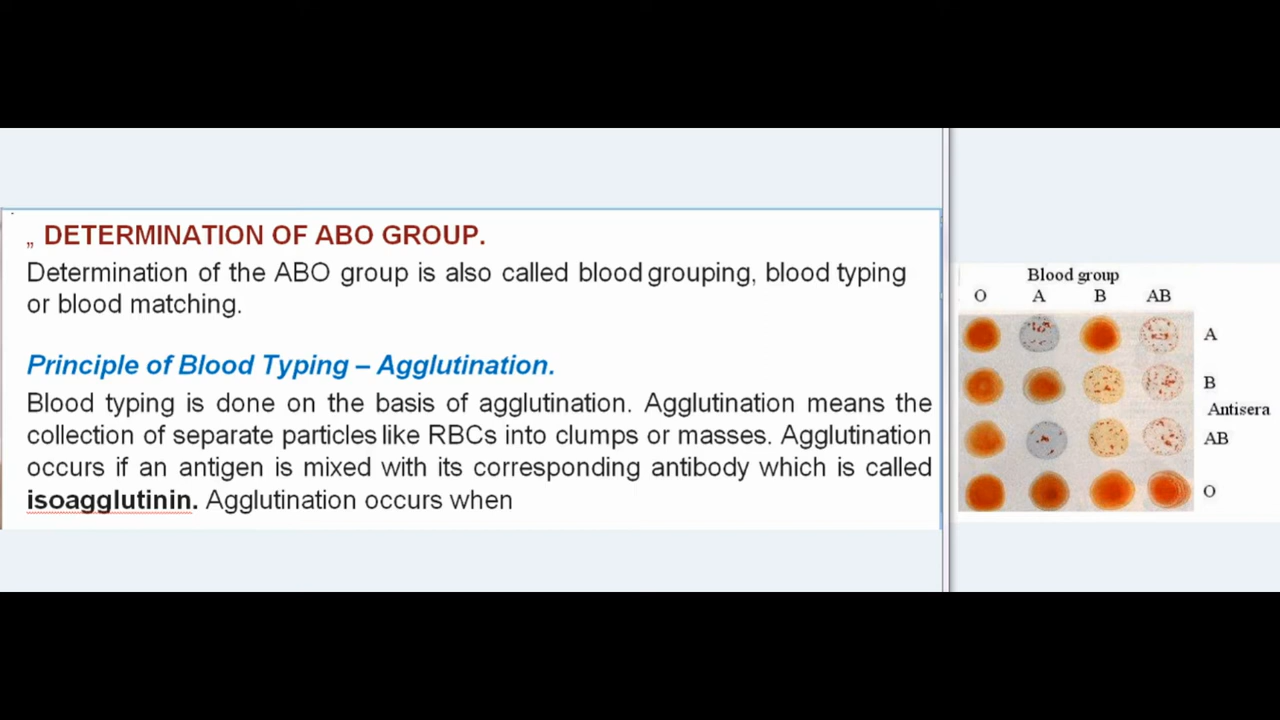 „ DETERMINATION OF ABO GROUP.
Determination of the ABO group is also called blood grouping, blood typing
or blood matching.
Principle of Blood Typing – Agglutination.
Blood typing is done on the basis of agglutination. Agglutination means the
collection of separate particles like RBCs into clumps or masses. Agglutination
occurs if an antigen is mixed with its corresponding antibody which is called
isoagglutinin. Agglutination occurs when
Blood group
O A B AB
A
B
Antisera
AB
O